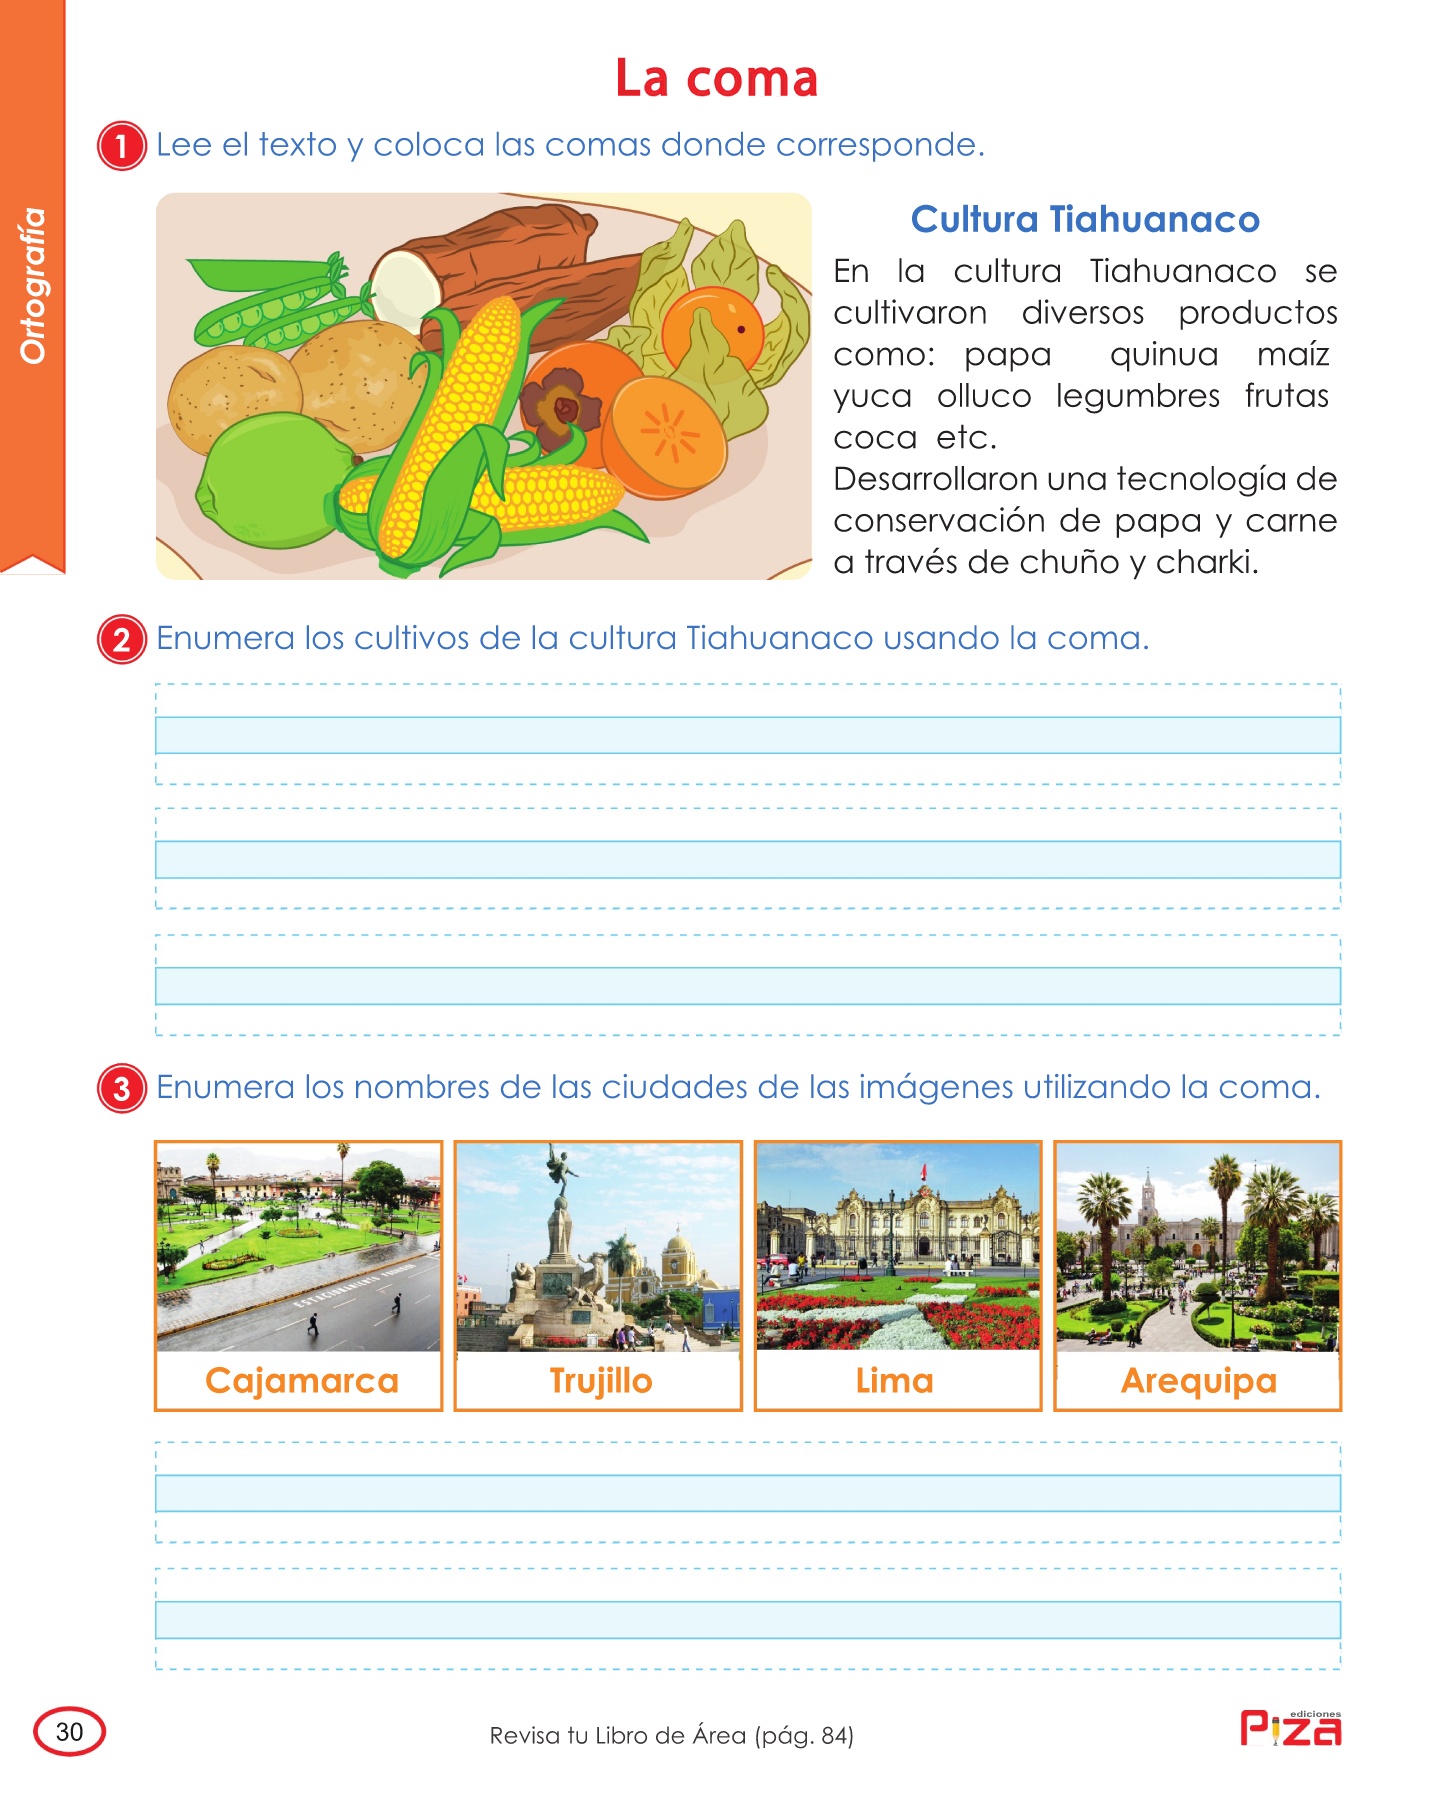 La coma
Ortografía
1 Lee el texto y coloca las comas donde corresponde.
Cultura Tiahuanaco
En la cultura Tiahuanaco se
cultivaron diversos productos
como: papa quinua maíz
yuca olluco legumbres frutas
coca etc.
Desarrollaron una tecnología de
conservación de papa y carne
a través de chuño y charki.
2 Enumera los cultivos de la cultura Tiahuanaco usando la coma.
3 Enumera los nombres de las ciudades de las imágenes utilizando la coma.
ESTACIONAMIENTO
Cajamarca
Trujillo
Lima
Arequipa
30
Revisa tu Libro de Área (pág. 84)
ediciones
Piza